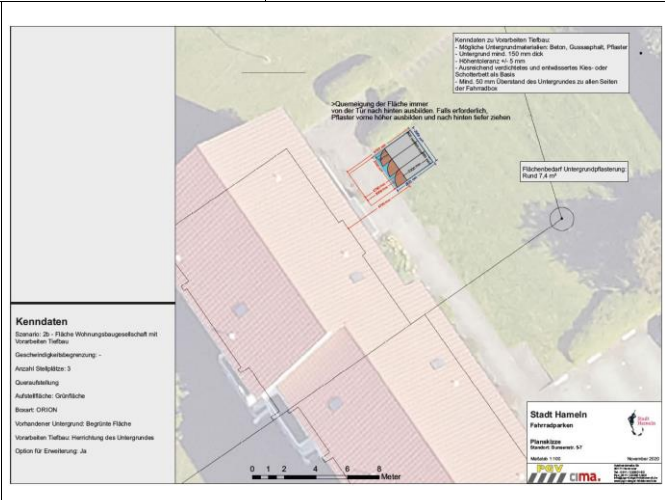 Kenndaten zu Vorarbeiten Tiefbau:
- Mögliche Untergrundmaterialien: Beton, Gussasphalt, Pflaster
- Untergrund mind. 150 mm dick
- Höhentoleranz +/- 5 mm
- Ausreichend verdichtetes und entwässertes Kies- oder
Schotterbett als Basis
- Mind. 50 mm Überstand des Untergrundes zu allen Seiten
der Fahrradbox
>Querneigung der Fläche immer
von der Tür nach hinten ausbilden. Falls erforderlich,
Pflaster vorne höher ausbilden und nach hinten tiefer ziehen
Flächenbedarf Untergrundpflasterung:
Rund 7,4 m²
Kenndaten
Szenario: 2b - Fläche Wohnungsbaugesellschaft mit
Vorarbeiten Tiefbau
Geschwindigkeitsbegrenzung: -
Anzahl Stellplätze: 3
Queraufstellung
Aufstellfläche: Grünfläche
Boxart: ORION
Vorhandener Untergrund: Begrünte Fläche
Vorarbeiten Tiefbau: Herrichtung des Untergrundes
Option für Erweiterung: Ja
0 1 2 4 6 8
Meter
Stadt Hameln
Fahrradparken
Planskizze
Maßstab 1:100
November 2020
Stadt
Hameln
PGV
cima.